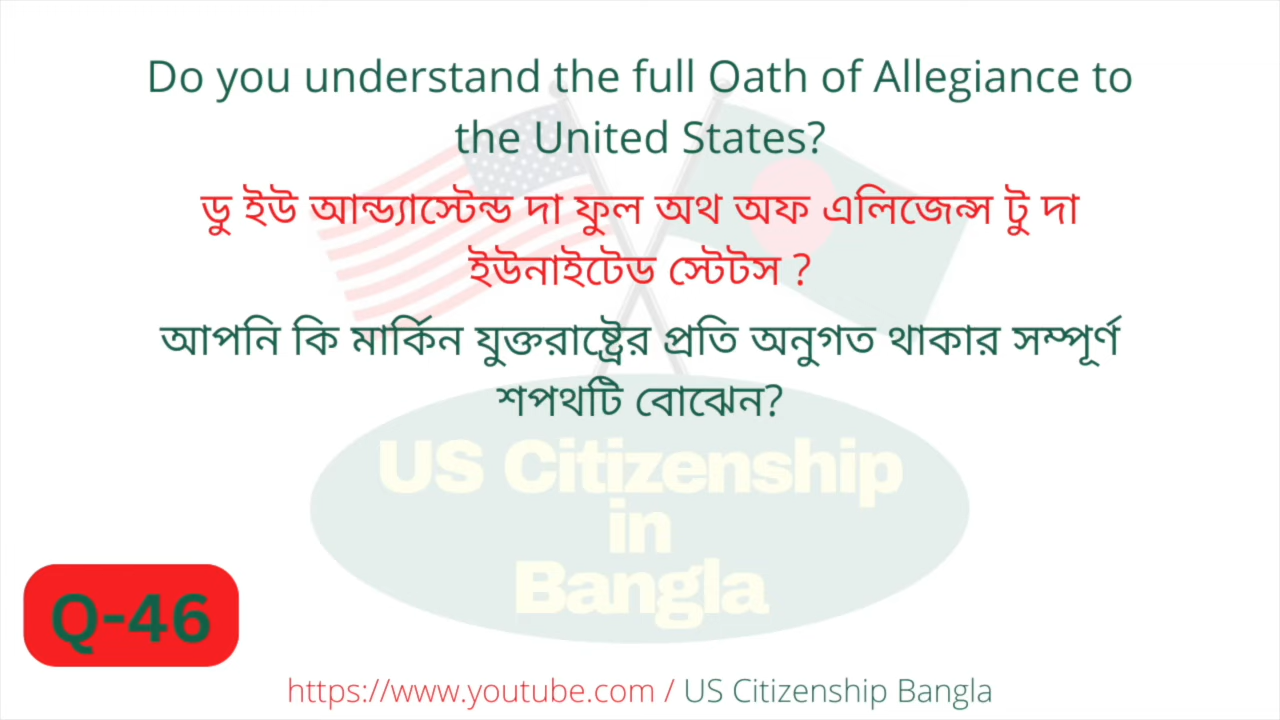 Do you understand the full Oath of Allegiance to
the United States?
ডু ইউ আন্ড্যাস্টেন্ড দা ফুল অথ অফ এলিজেন্স টু দা
ইউনাইটেড স্টেটস ?
আপনি কি মার্কিন যুক্তরাষ্ট্রের প্রতি অনুগত থাকার সম্পূর্ণ
শপথটি বোঝেন?
US Citizenship
in
Bangla
Q-46
https://www.youtube.com / US Citizenship Bangla